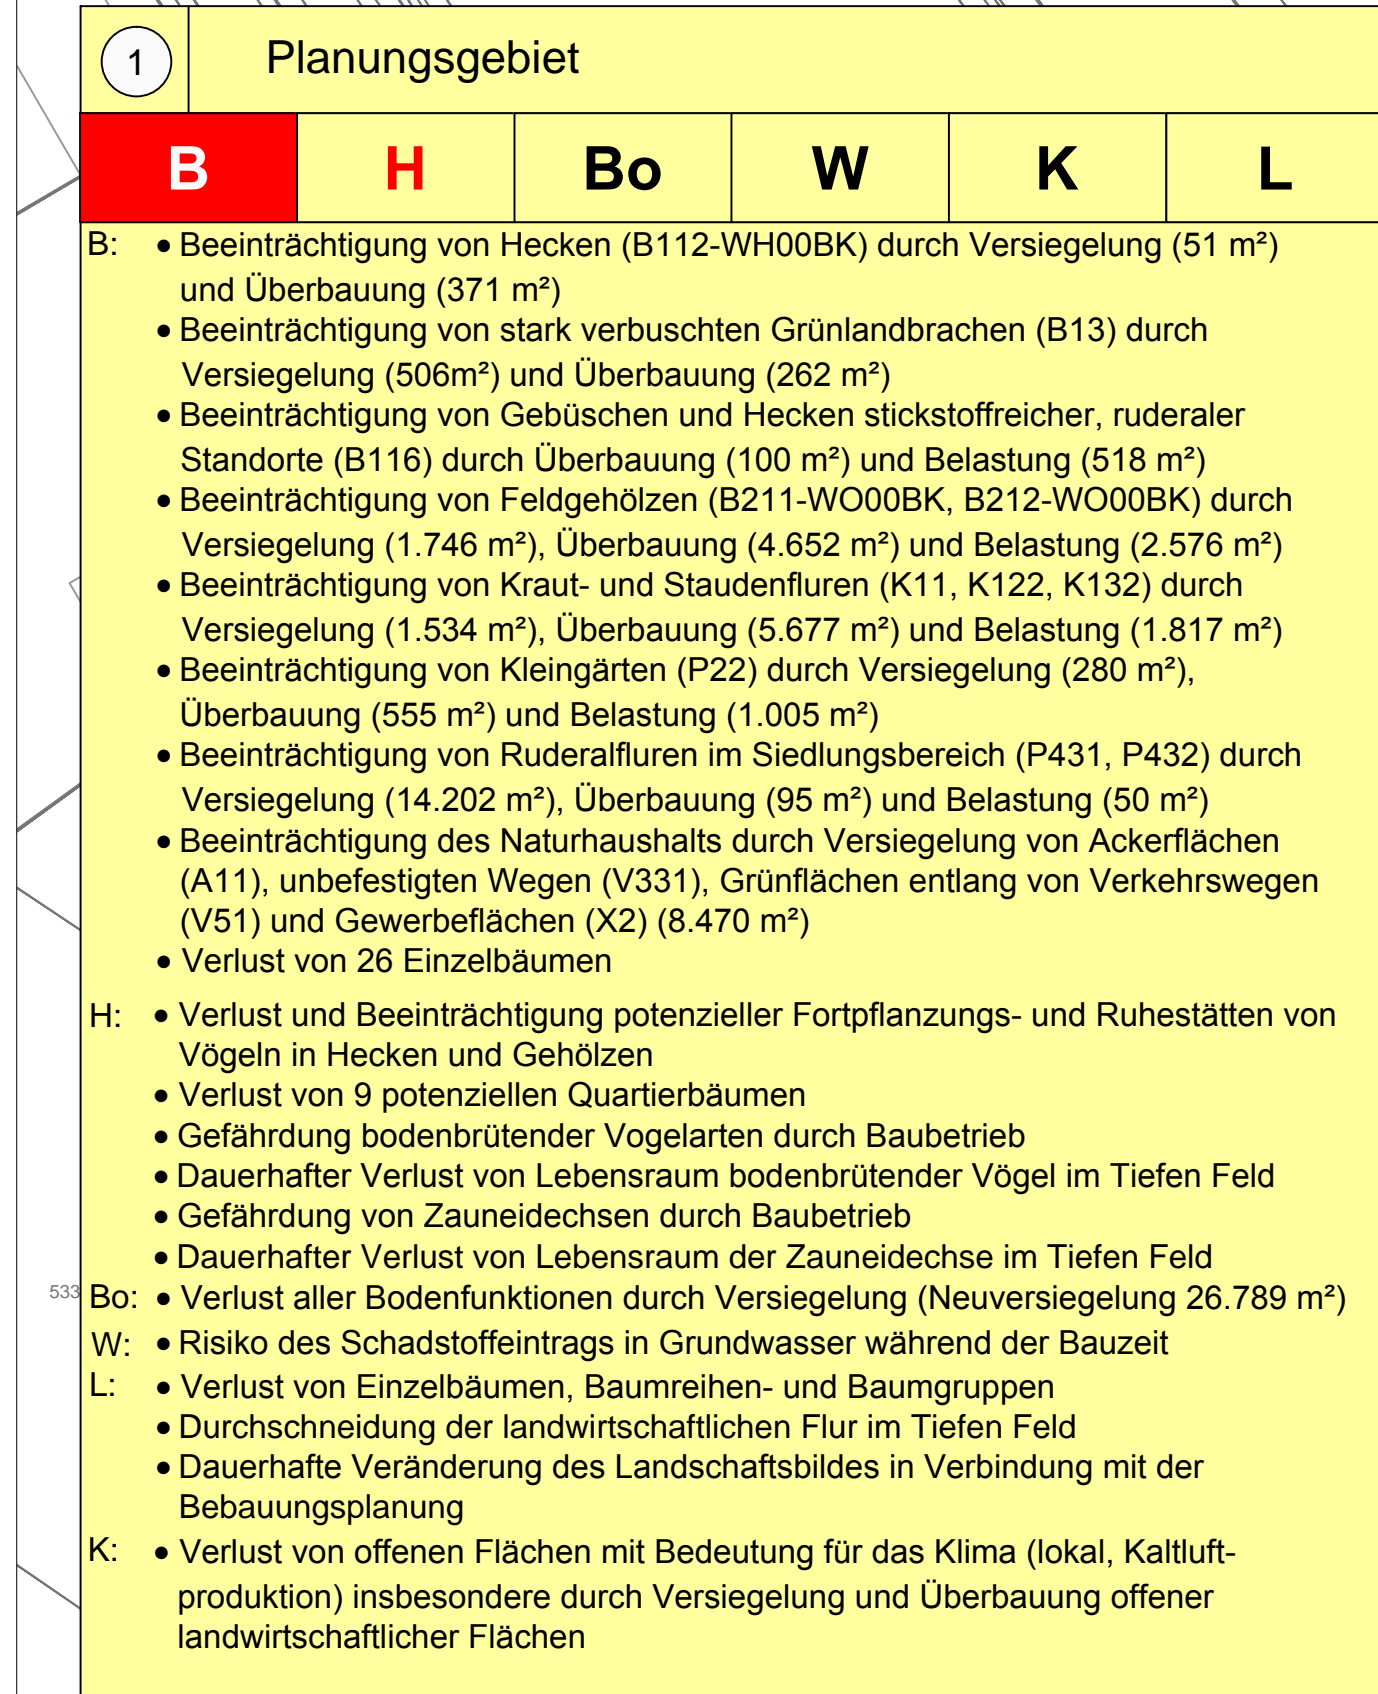 1 Planungsgebiet
B H Bo W K L
B: • Beeinträchtigung von Hecken (B112-WH00BK) durch Versiegelung (51 m²)
und Überbauung (371 m²)
• Beeinträchtigung von stark verbuschten Grünlandbrachen (B13) durch
Versiegelung (506m²) und Überbauung (262 m²)
• Beeinträchtigung von Gebüschen und Hecken stickstoffreicher, ruderaler
Standorte (B116) durch Überbauung (100 m²) und Belastung (518 m²)
• Beeinträchtigung von Feldgehölzen (B211-WO00BK, B212-WO00BK) durch
Versiegelung (1.746 m²), Überbauung (4.652 m²) und Belastung (2.576 m²)
• Beeinträchtigung von Kraut- und Staudenfluren (K11, K122, K132) durch
Versiegelung (1.534 m²), Überbauung (5.677 m²) und Belastung (1.817 m²)
• Beeinträchtigung von Kleingärten (P22) durch Versiegelung (280 m²),
Überbauung (555 m²) und Belastung (1.005 m²)
• Beeinträchtigung von Ruderalfluren im Siedlungsbereich (P431, P432) durch
Versiegelung (14.202 m²), Überbauung (95 m²) und Belastung (50 m²)
• Beeinträchtigung des Naturhaushalts durch Versiegelung von Ackerflächen
(A11), unbefestigten Wegen (V331), Grünflächen entlang von Verkehrswegen
(V51) und Gewerbeflächen (X2) (8.470 m²)
• Verlust von 26 Einzelbäumen
H: • Verlust und Beeinträchtigung potenzieller Fortpflanzungs- und Ruhestätten von
Vögeln in Hecken und Gehölzen
• Verlust von 9 potenziellen Quartierbäumen
• Gefährdung bodenbrütender Vogelarten durch Baubetrieb
• Dauerhafter Verlust von Lebensraum bodenbrütender Vögel im Tiefen Feld
• Gefährdung von Zauneidechsen durch Baubetrieb
• Dauerhafter Verlust von Lebensraum der Zauneidechse im Tiefen Feld
533 Bo: • Verlust aller Bodenfunktionen durch Versiegelung (Neuversiegelung 26.789 m²)
W: • Risiko des Schadstoffeintrags in Grundwasser während der Bauzeit
L: • Verlust von Einzelbäumen, Baumreihen- und Baumgruppen
• Durchschneidung der landwirtschaftlichen Flur im Tiefen Feld
• Dauerhafte Veränderung des Landschaftsbildes in Verbindung mit der
Bebauungsplanung
K: • Verlust von offenen Flächen mit Bedeutung für das Klima (lokal, Kaltluft-
produktion) insbesondere durch Versiegelung und Überbauung offener
landwirtschaftlicher Flächen